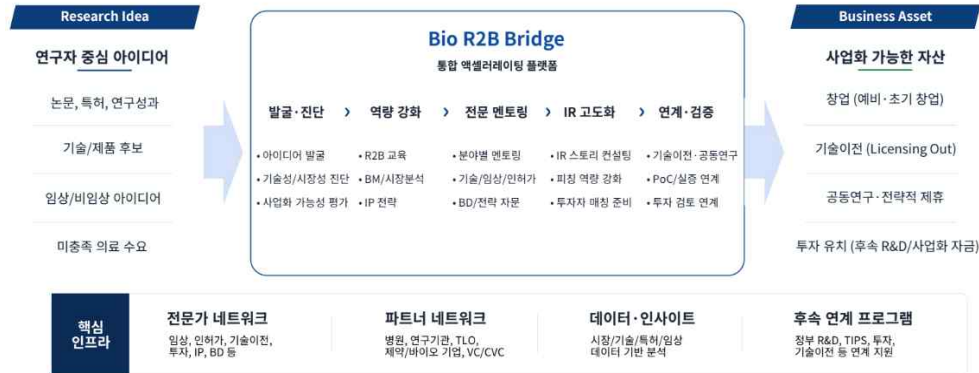 Research Idea
연구자 중심 아이디어
논문, 특허, 연구성과
기술/제품 후보
임상/비임상 아이디어
미충족 의료 수요
Bio R2B Bridge
통합 액셀러레이팅 플랫폼
발굴·진단 › 역량 강화 › 전문 멘토링 › IR 고도화 › 연계·검증
• 아이디어 발굴
• 기술성/시장성 진단
• 사업화 가능성 평가
• R2B 교육
• BM/시장분석
• IP 전략
• 분야별 멘토링
• 기술/임상/인허가
• BD/전략 자문
• IR 스토리 컨설팅
• 피칭 역량 강화
• 투자자 매칭 준비
• 기술이전·공동연구
• PoC/실증 연계
• 투자 검토 연계
Business Asset
사업화 가능한 자산
창업 (예비·초기 창업)
기술이전 (Licensing Out)
공동연구·전략적 제휴
투자 유치 (후속 R&D/사업화 자금)
핵심
인프라
전문가 네트워크
임상, 인허가, 기술이전,
투자, IP, BD 등
파트너 네트워크
병원, 연구기관, TLO,
제약/바이오 기업, VC/CVC
데이터·인사이트
시장/기술/특허/임상
데이터 기반 분석
후속 연계 프로그램
정부 R&D, TIPS, 투자,
기술이전 등 연계 지원